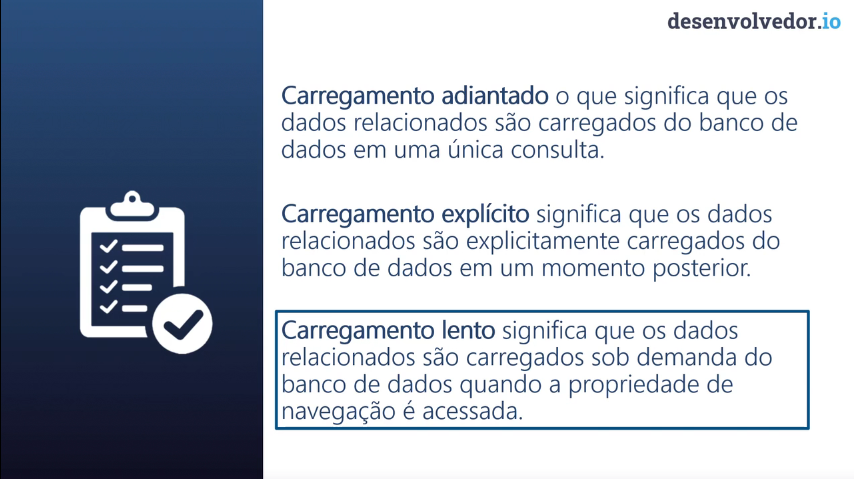 desenvolvedor.io
Carregamento adiantado o que significa que os
dados relacionados são carregados do banco de
dados em uma única consulta.
Carregamento explícito significa que os dados
relacionados são explicitamente carregados do
banco de dados em um momento posterior.
Carregamento lento significa que os dados
relacionados são carregados sob demanda do
banco de dados quando a propriedade de
navegação é acessada.